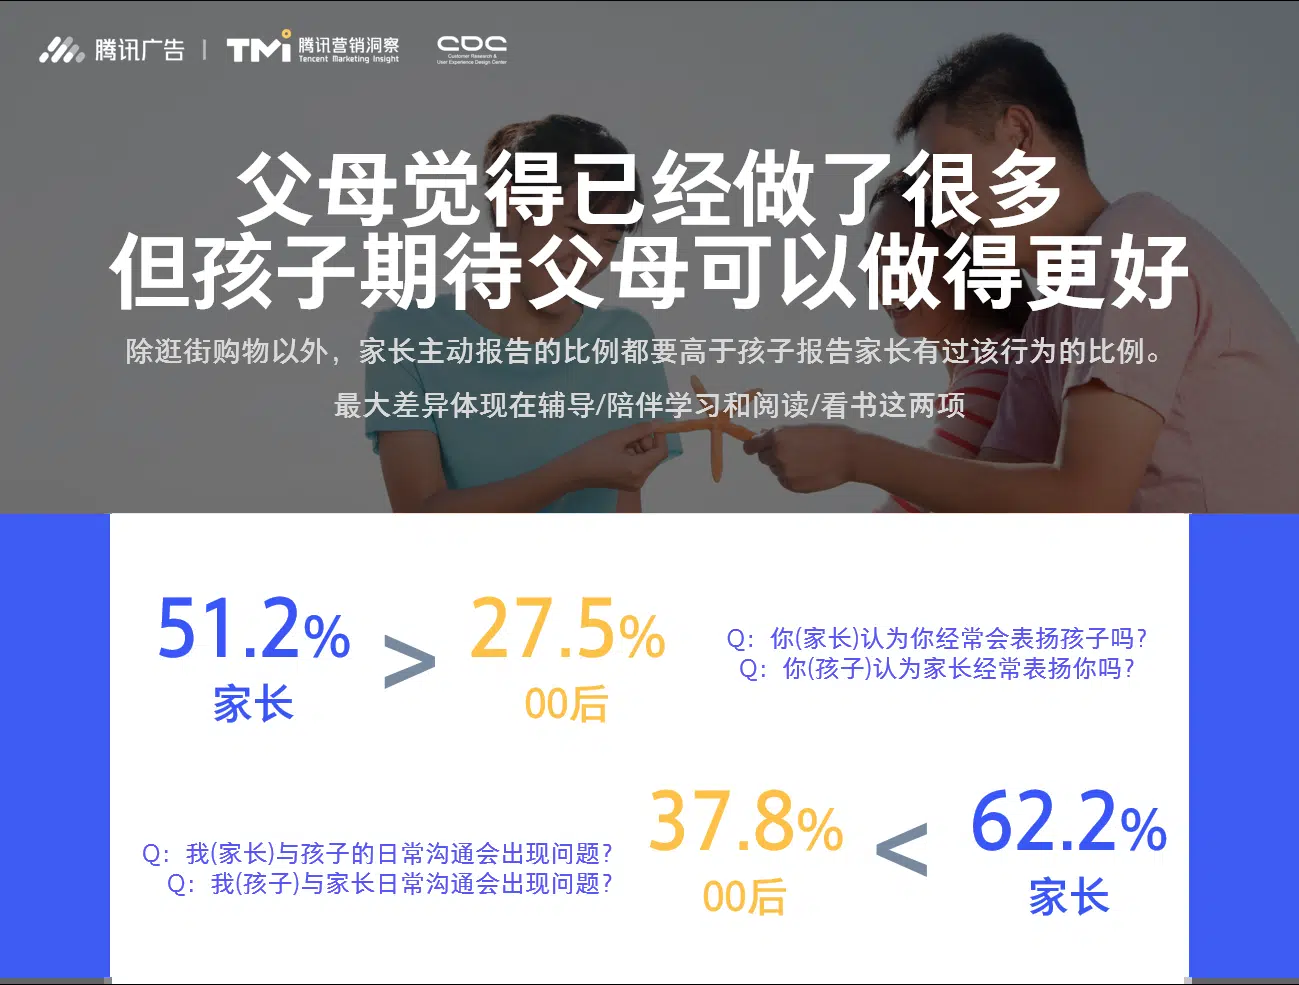 腾讯广告 | TMi 腾讯营销洞察
Tencent Marketing Insight
CDC
Customer Research &
User Experience Design Center
父母觉得已经做了很多
但孩子期待父母可以做得更好
除逛街购物以外，家长主动报告的比例都要高于孩子报告家长有过该行为的比例。
最大差异体现在辅导/陪伴学习和阅读/看书这两项
51.2% > 27.5%
家长 00后
Q：你(家长)认为你经常会表扬孩子吗?
Q：你(孩子)认为家长经常表扬你吗?
Q：我(家长)与孩子的日常沟通会出现问题?
Q：我(孩子)与家长日常沟通会出现问题?
37.8% < 62.2%
00后 家长